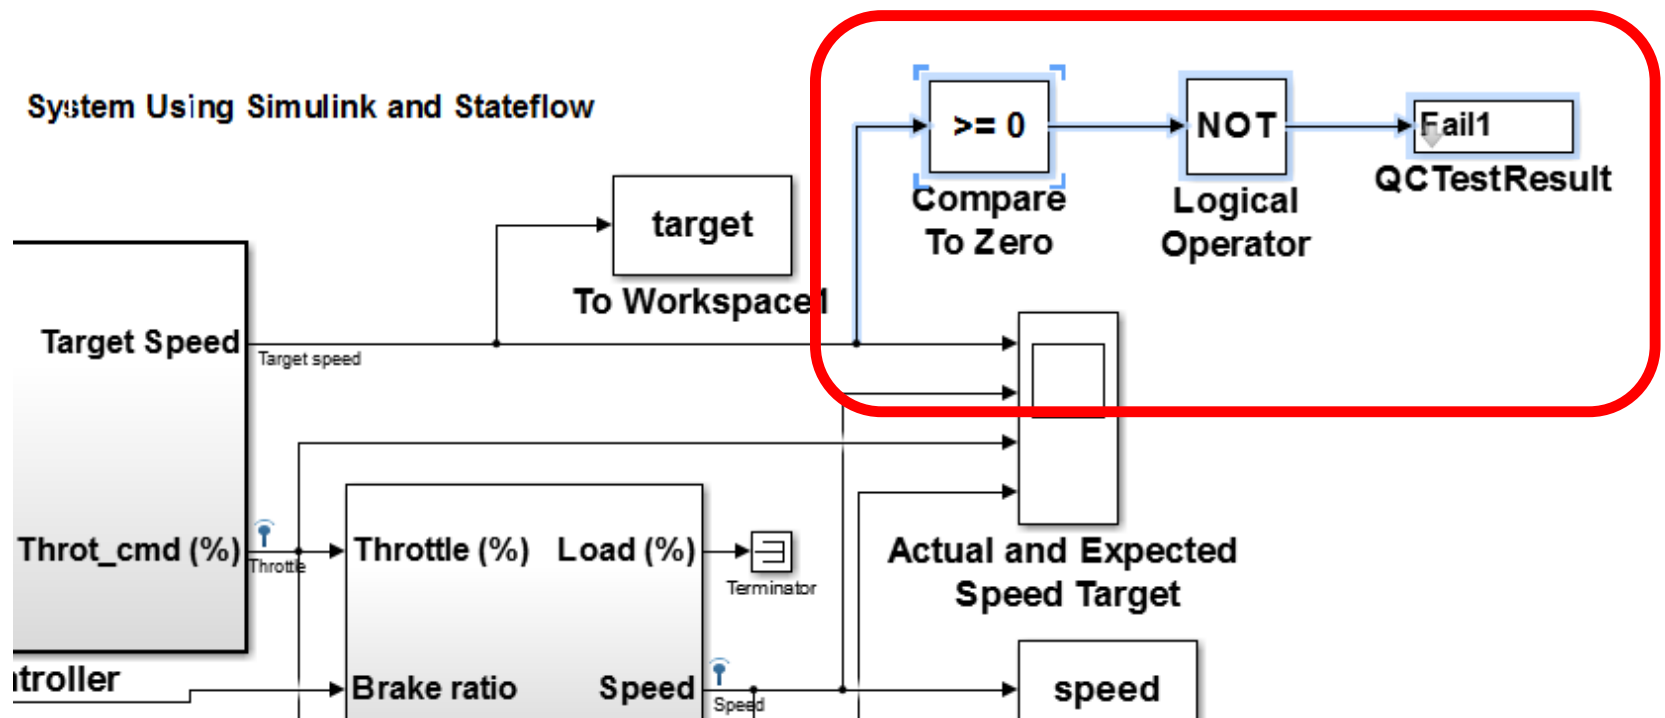 System Using Simulink and Stateflow
>= 0
NOT
Fail1
Compare
To Zero
Logical
Operator
QCTestResult
target
To Workspace1
Target Speed
Target speed
Throt_cmd (%)
Throttle
Throttle (%)
Load (%)
Terminator
Actual and Expected
Speed Target
ntroller
Brake ratio
Speed
Speed
speed